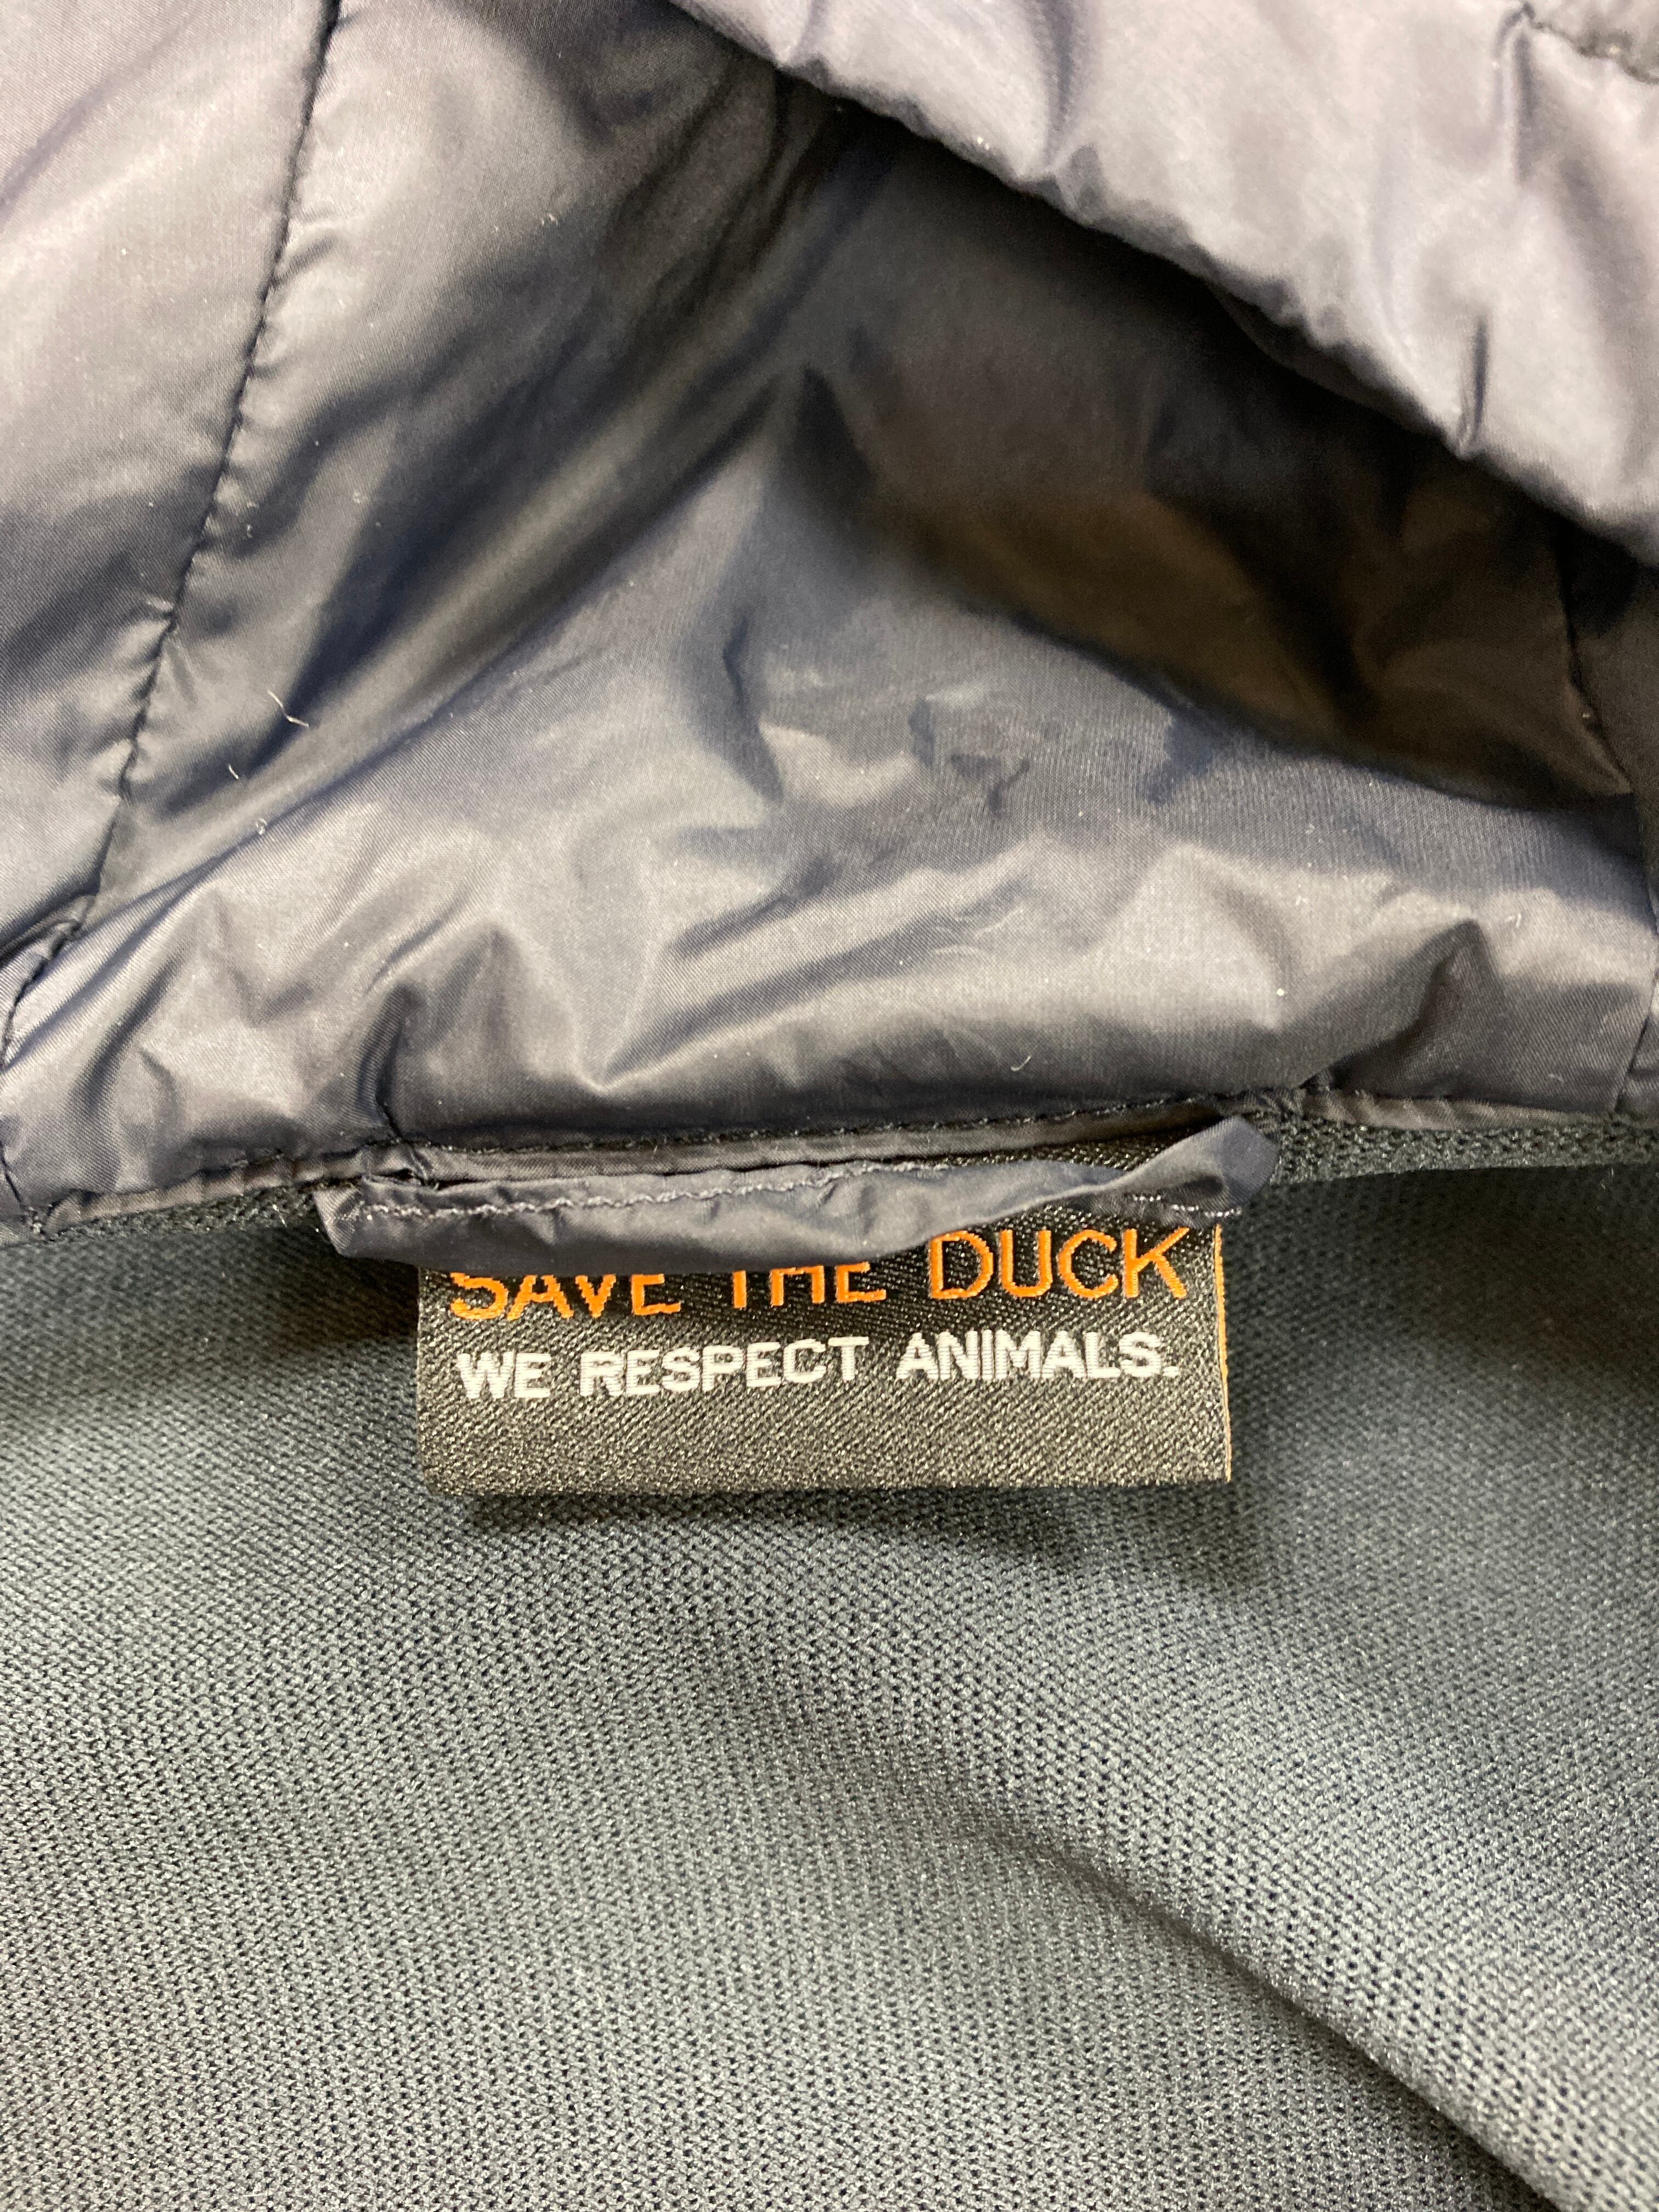 SAVE THE DUCK
WE RESPECT ANIMALS.